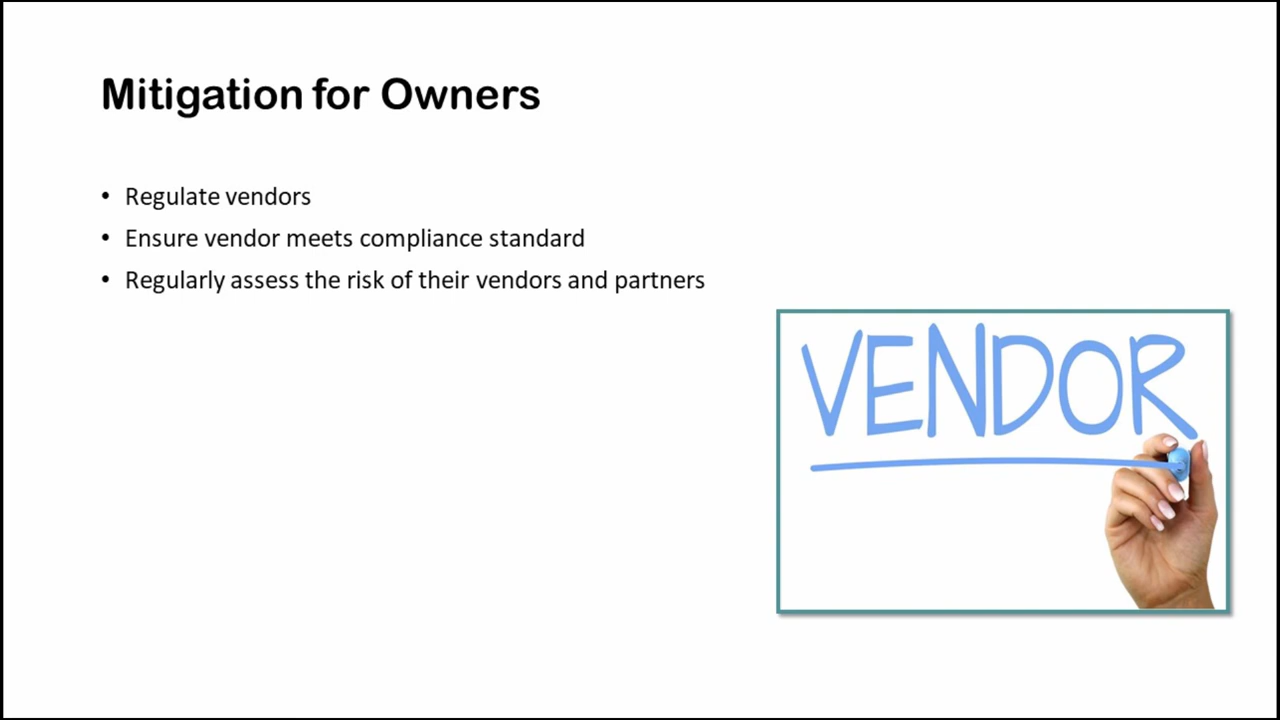 Mitigation for Owners
• Regulate vendors
• Ensure vendor meets compliance standard
• Regularly assess the risk of their vendors and partners
VENDOR